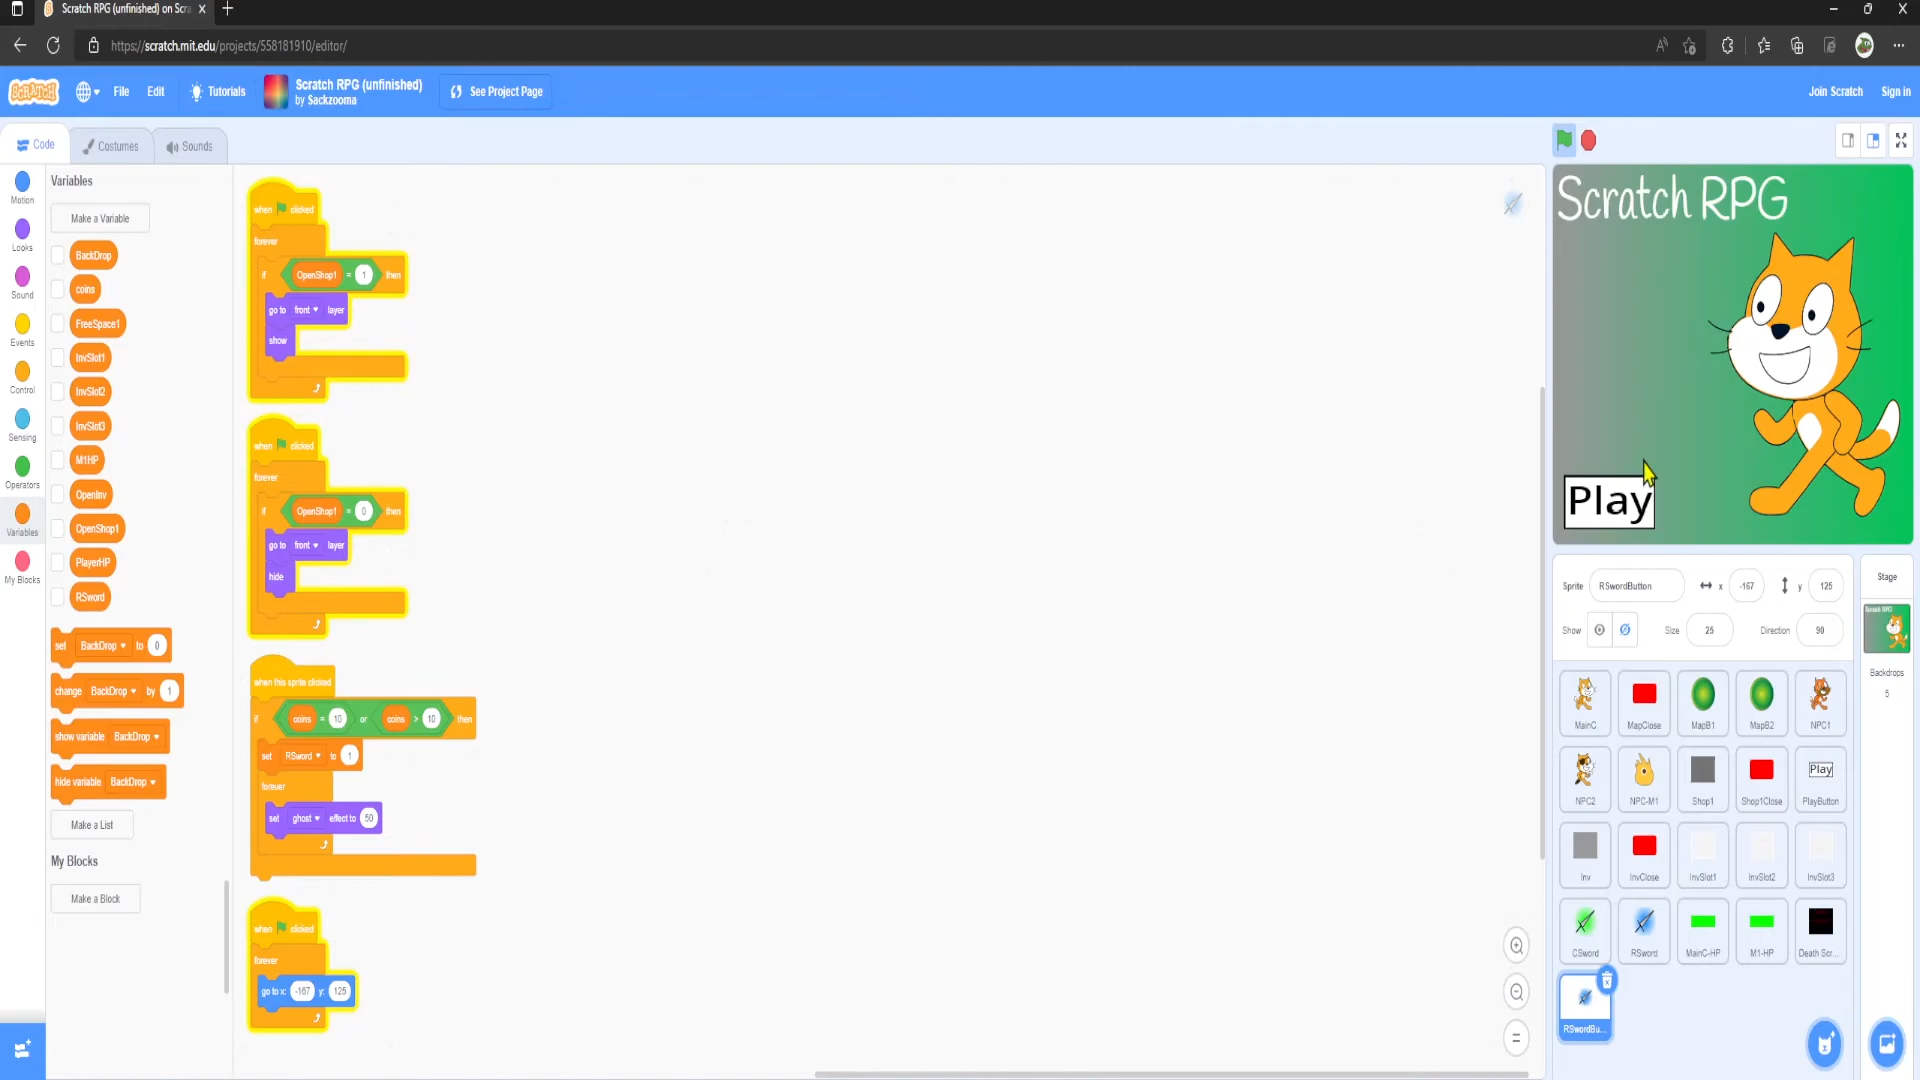 Scratch RPG (unfinished) on Scra
https://scratch.mit.edu/projects/558181910/editor/
SCRATCH
File
Edit
Tutorials
Scratch RPG (unfinished)
by Sackzooma
See Project Page
Join Scratch
Sign in
Code
Costumes
Sounds
Motion
Looks
Sound
Events
Control
Sensing
Operators
Variables
My Blocks
Variables
Make a Variable
BackDrop
coins
FreeSpace1
InvSlot1
InvSlot2
InvSlot3
M1HP
OpenInv
OpenShop1
PlayerHP
RSword
set BackDrop to 0
change BackDrop by 1
show variable BackDrop
hide variable BackDrop
Make a List
My Blocks
Make a Block
when clicked
forever
if OpenShop1 = 1 then
go to front layer
show
when clicked
forever
if OpenShop1 = 0 then
go to front layer
hide
when this sprite clicked
if coins = 10 or coins > 10 then
set RSword to 1
forever
set ghost effect to 50
when clicked
forever
go to x: -167 y: 125
Scratch RPG
Play
Sprite RSwordButton x -167 y 125
Show Size 25 Direction 90
Stage
Scratch RPG
Backdrops
5
MainC
MapClose
MapB1
MapB2
NPC1
NPC2
NPC-M1
Shop1
Shop1Close
Play
PlayButton
Inv
InvClose
InvSlot1
InvSlot2
InvSlot3
CSword
RSword
MainC-HP
M1-HP
Death Scr...
RSwordBu...